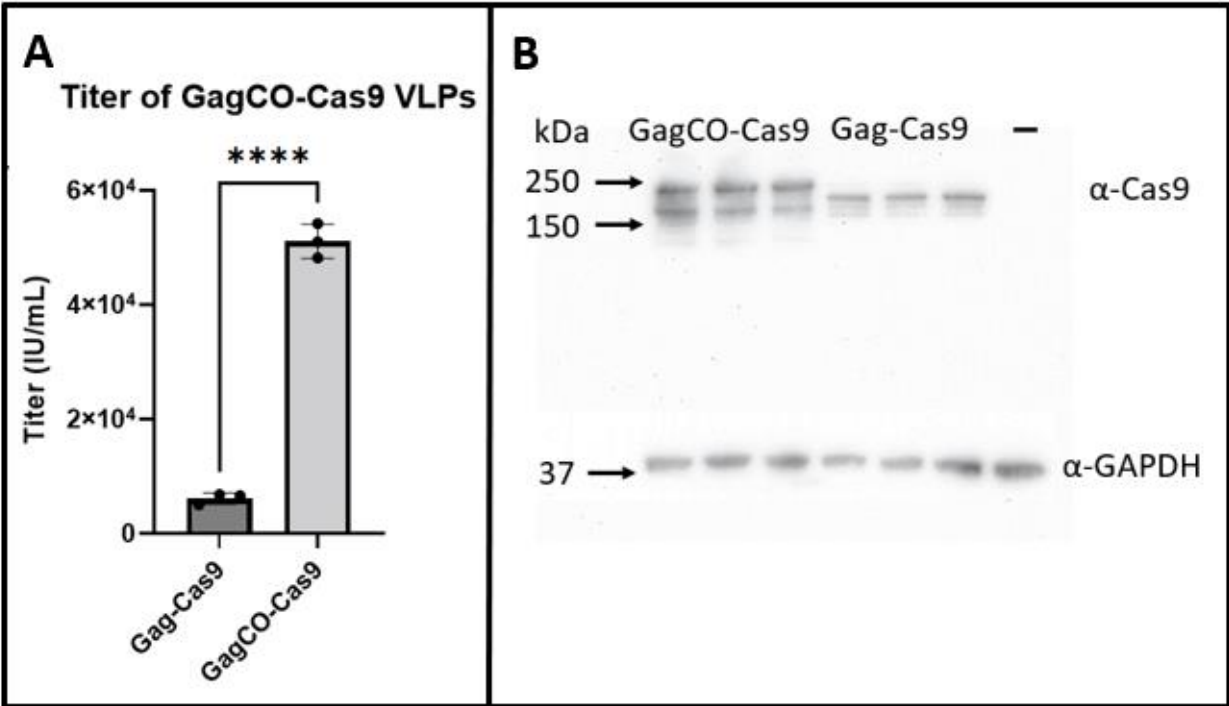 A
Titer of GagCO-Cas9 VLPs
****
6×10⁴
4×10⁴
2×10⁴
0
Titer (IU/mL)
Gag-Cas9
GagCO-Cas9
B
kDa GagCO-Cas9 Gag-Cas9 –
250
150
α-Cas9
37
α-GAPDH